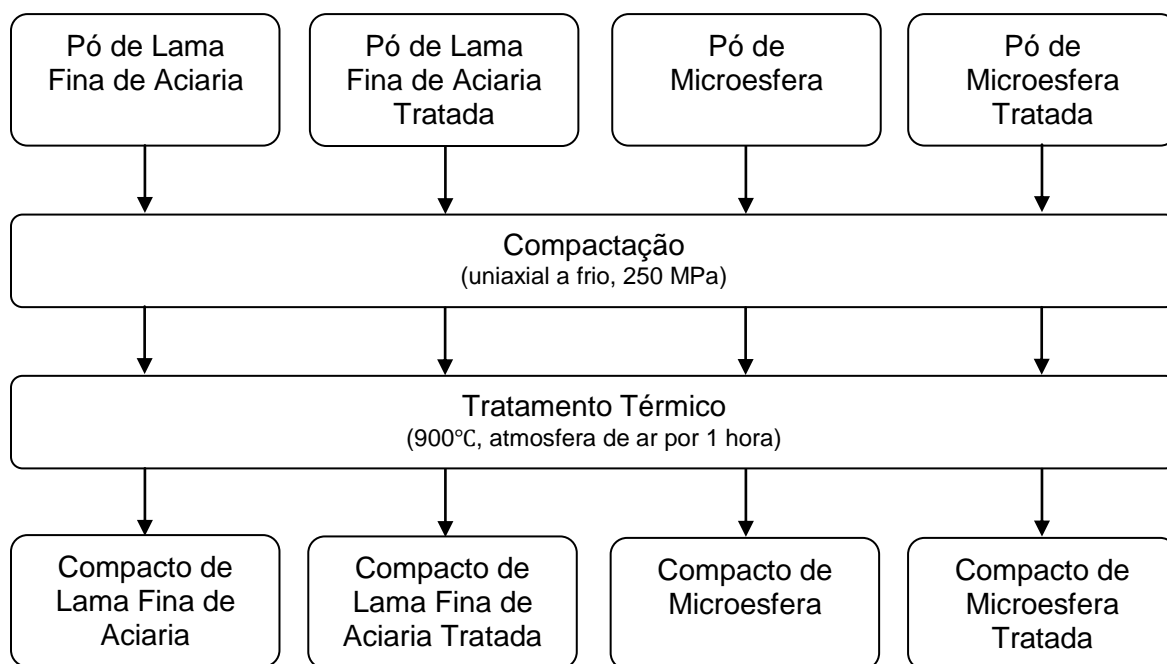 Pó de Lama
Fina de Aciaria
Pó de Lama
Fina de Aciaria
Tratada
Pó de
Microesfera
Pó de
Microesfera
Tratada
Compactação
(uniaxial a frio, 250 MPa)
Tratamento Térmico
(900℃, atmosfera de ar por 1 hora)
Compacto de
Lama Fina de
Aciaria
Compacto de
Lama Fina de
Aciaria Tratada
Compacto de
Microesfera
Compacto de
Microesfera
Tratada